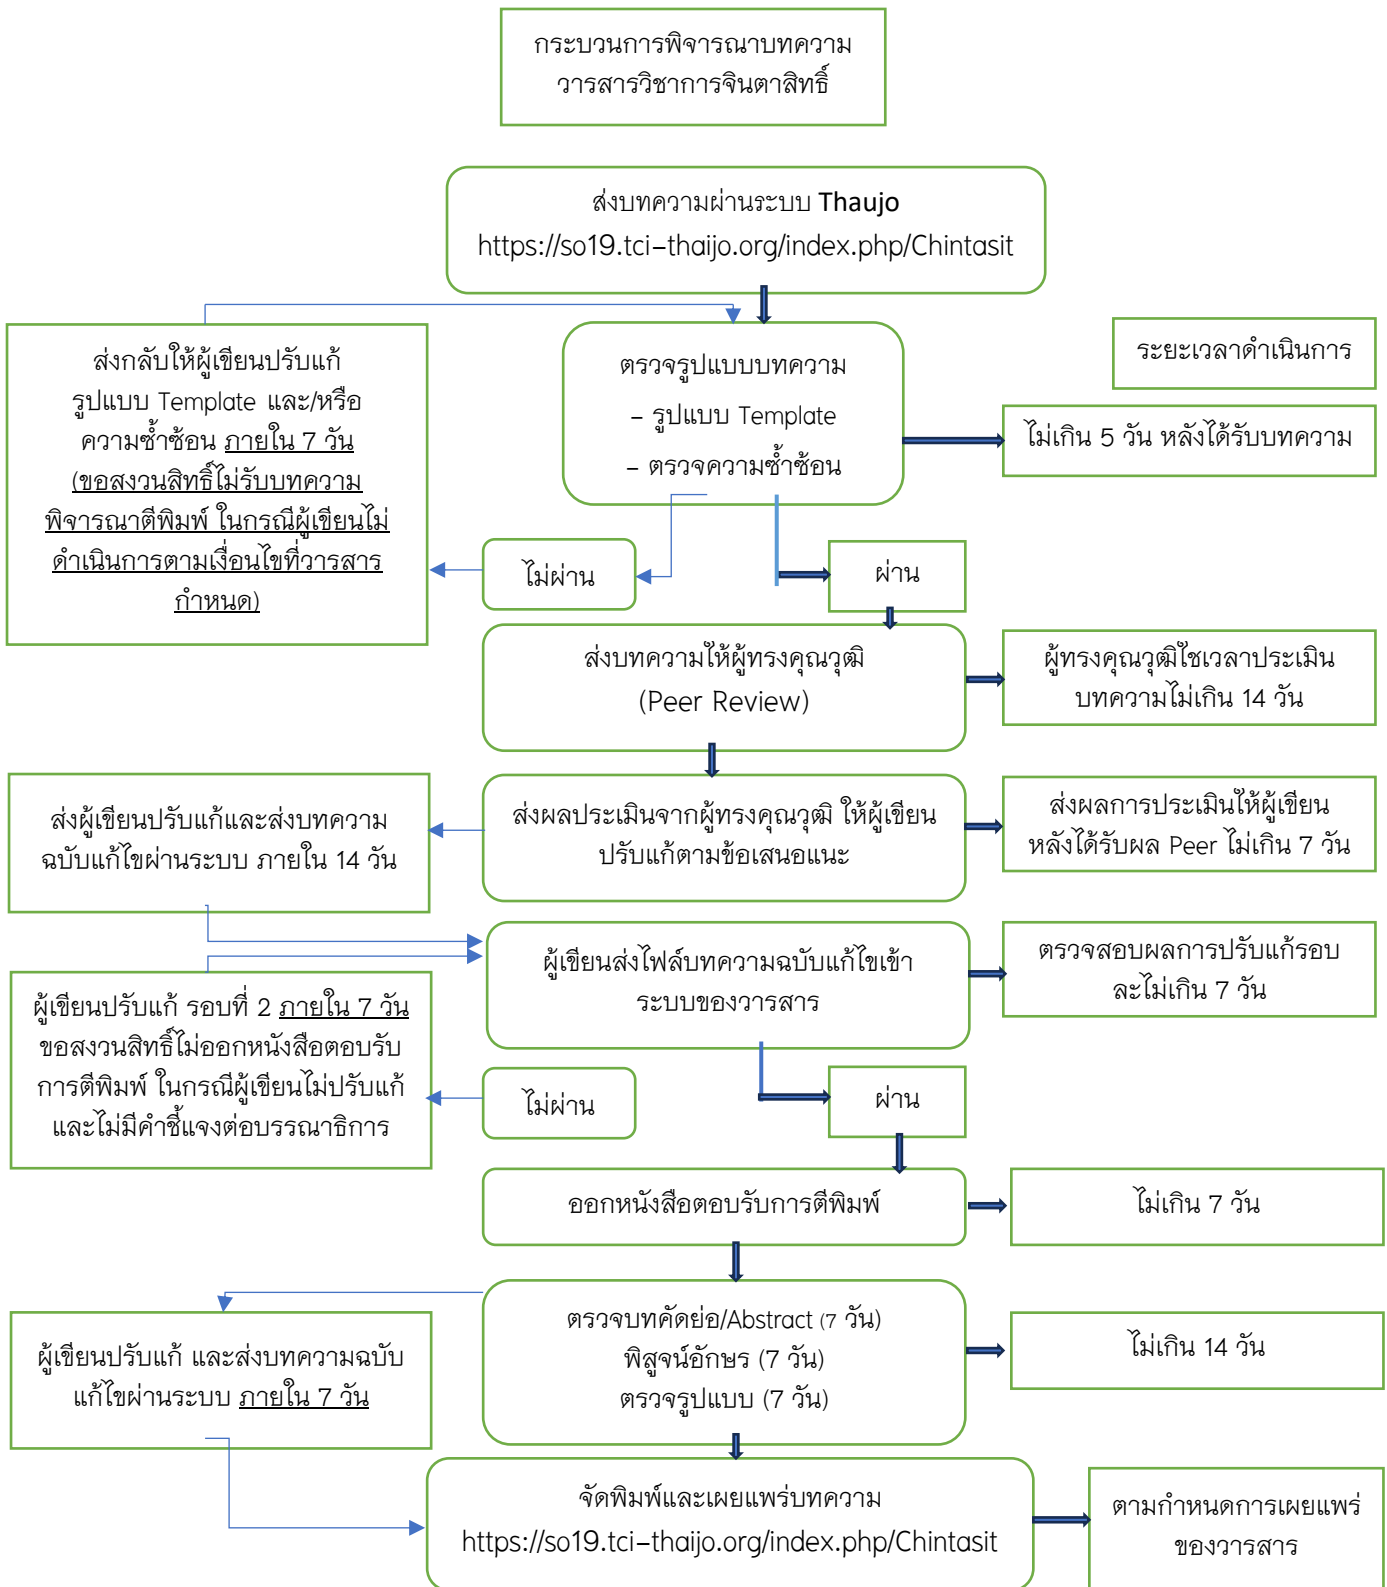 กระบวนการพิจารณาบทความ
วารสารวิชาการจินตาสิทธิ์
ส่งบทความผ่านระบบ Thaujo
https://so19.tci-thaijo.org/index.php/Chintasit
ส่งกลับให้ผู้เขียนปรับแก้
รูปแบบ Template และ/หรือ
ความซ้ำซ้อน ภายใน 7 วัน
(ขอสงวนสิทธิ์ไม่รับบทความ
พิจารณาตีพิมพ์ ในกรณีผู้เขียนไม่
ดำเนินการตามเงื่อนไขที่วารสาร
กำหนด)
ตรวจรูปแบบบทความ
- รูปแบบ Template
- ตรวจความซ้ำซ้อน
ระยะเวลาดำเนินการ
ไม่เกิน 5 วัน หลังได้รับบทความ
ไม่ผ่าน
ผ่าน
ส่งบทความให้ผู้ทรงคุณวุฒิ
(Peer Review)
ผู้ทรงคุณวุฒิใชเวลาประเมิน
บทความไม่เกิน 14 วัน
ส่งผู้เขียนปรับแก้และส่งบทความ
ฉบับแก้ไขผ่านระบบ ภายใน 14 วัน
ส่งผลประเมินจากผู้ทรงคุณวุฒิ ให้ผู้เขียน
ปรับแก้ตามข้อเสนอแนะ
ส่งผลการประเมินให้ผู้เขียน
หลังได้รับผล Peer ไม่เกิน 7 วัน
ผู้เขียนส่งไฟล์บทความฉบับแก้ไขเข้า
ระบบของวารสาร
ตรวจสอบผลการปรับแก้รอบ
ละไม่เกิน 7 วัน
ผู้เขียนปรับแก้ รอบที่ 2 ภายใน 7 วัน
ขอสงวนสิทธิ์ไม่ออกหนังสือตอบรับ
การตีพิมพ์ ในกรณีผู้เขียนไม่ปรับแก้
และไม่มีคำชี้แจงต่อบรรณาธิการ
ไม่ผ่าน
ผ่าน
ออกหนังสือตอบรับการตีพิมพ์
ไม่เกิน 7 วัน
ผู้เขียนปรับแก้ และส่งบทความฉบับ
แก้ไขผ่านระบบ ภายใน 7 วัน
ตรวจบทคัดย่อ/Abstract (7 วัน)
พิสูจน์อักษร (7 วัน)
ตรวจรูปแบบ (7 วัน)
ไม่เกิน 14 วัน
จัดพิมพ์และเผยแพร่บทความ
https://so19.tci-thaijo.org/index.php/Chintasit
ตามกำหนดการเผยแพร่
ของวารสาร